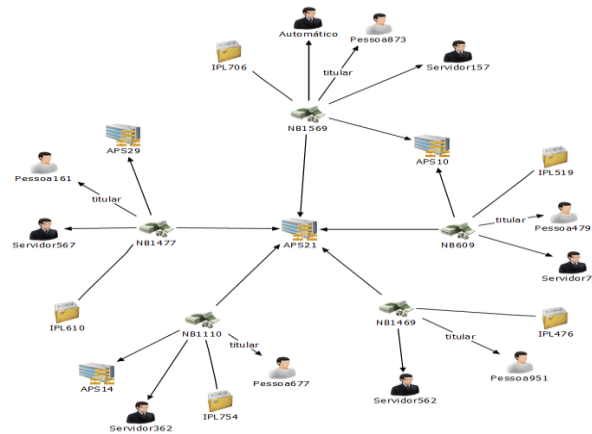 Automático
Pessoa873
IPL706
titular
Servidor157
NB1569
APS29
APS10
Pessoa161
IPL519
titular
titular
Pessoa479
Servidor567
NB1477
APS21
NB609
Servidor7
IPL610
NB1110
NB1469
IPL476
titular
titular
APS14
Pessoa677
Pessoa951
Servidor562
IPL754
Servidor362